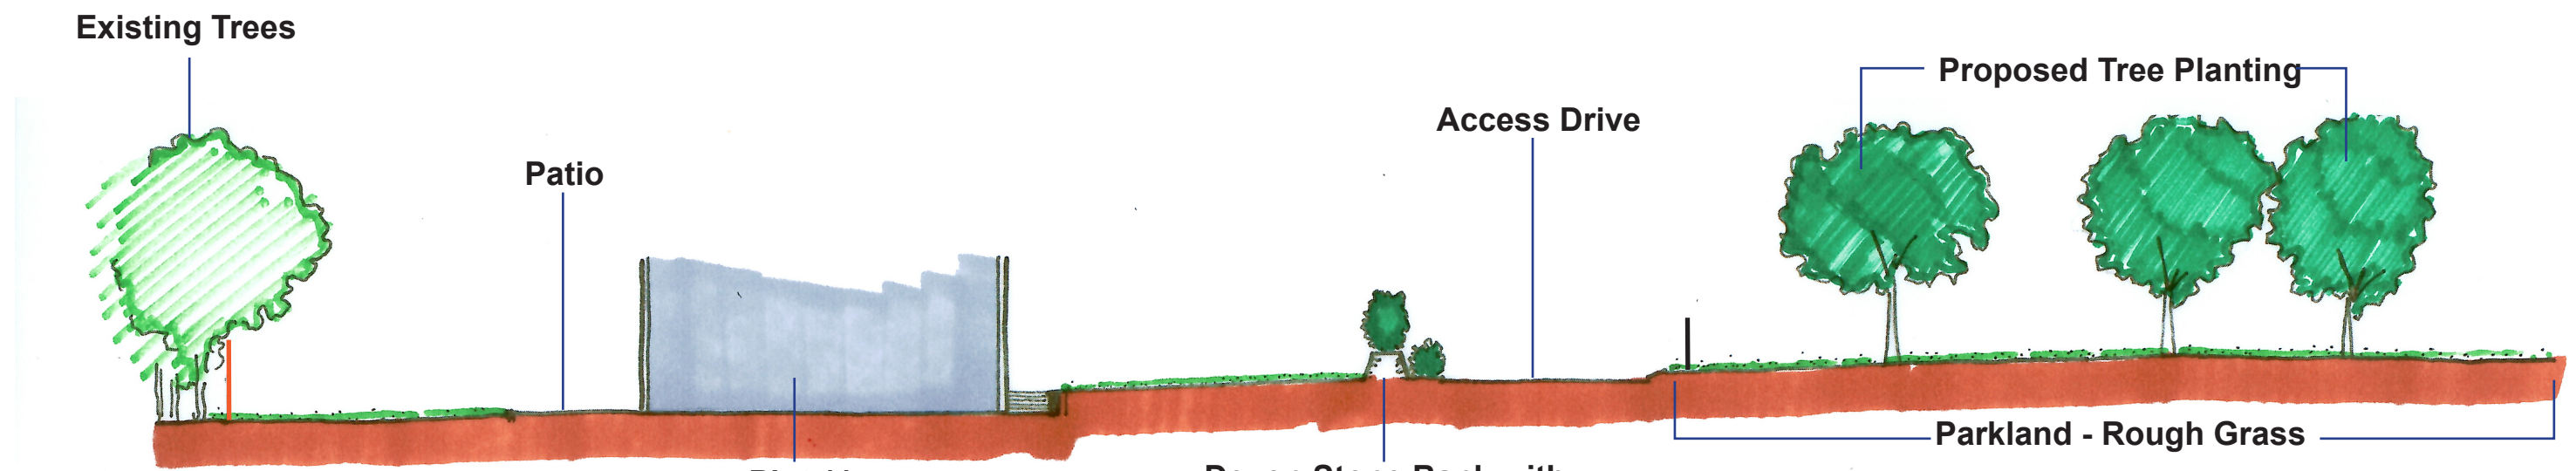 Existing Trees
Proposed Tree Planting
Access Drive
Patio
Parkland - Rough Grass